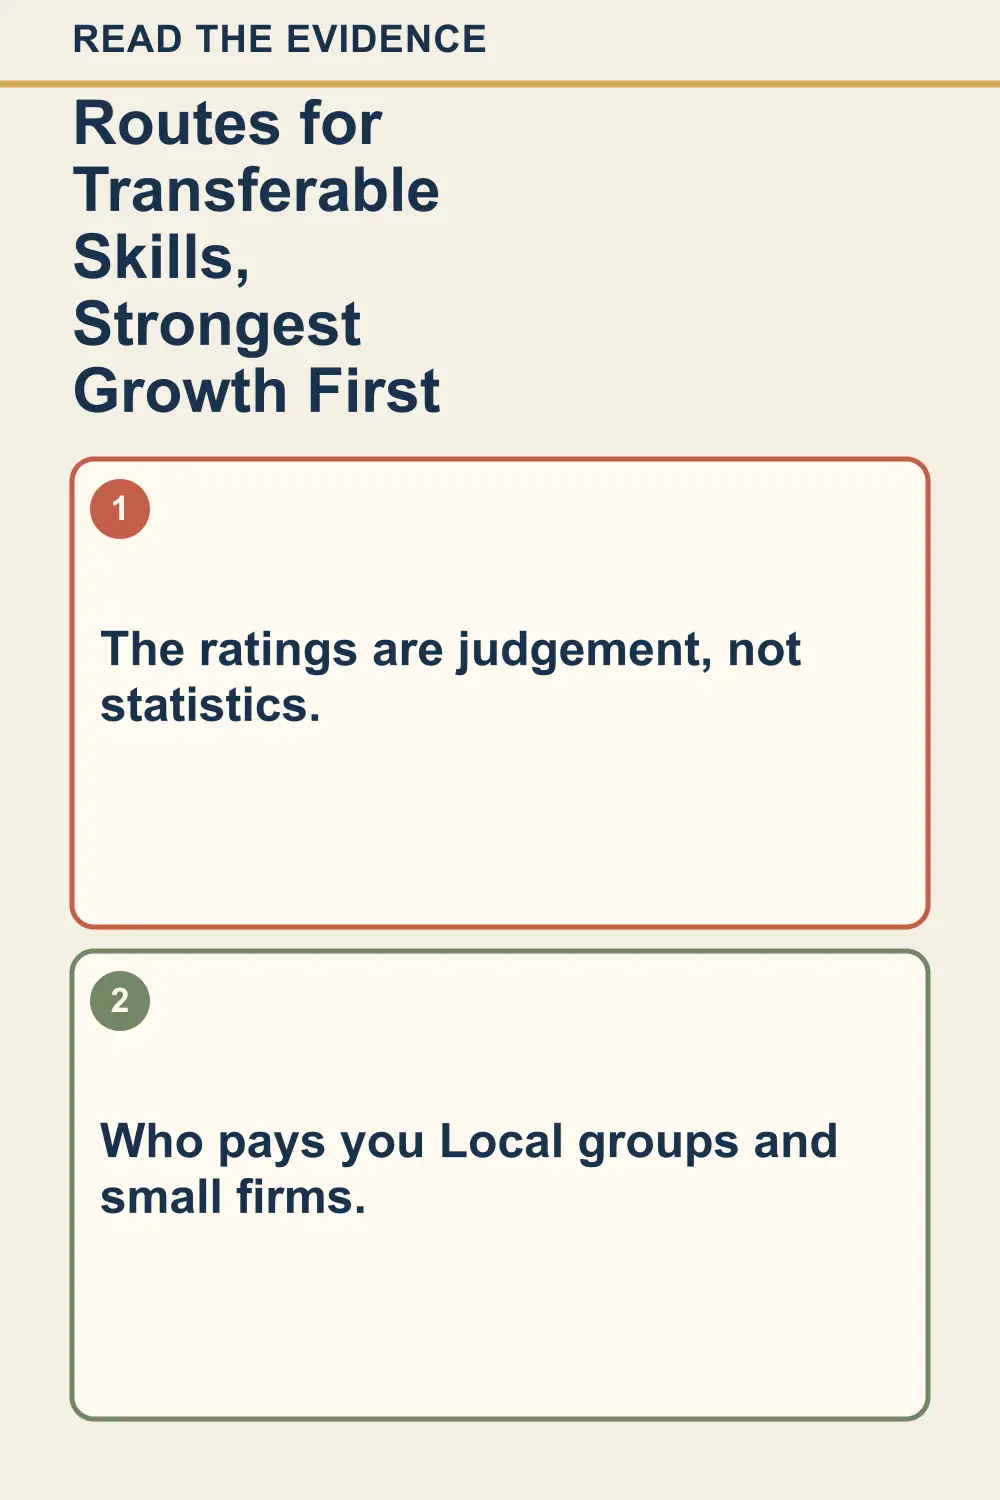 READ THE EVIDENCE
Routes for
Transferable
Skills,
Strongest
Growth First
1
The ratings are judgement, not
statistics.
2
Who pays you Local groups and
small firms.